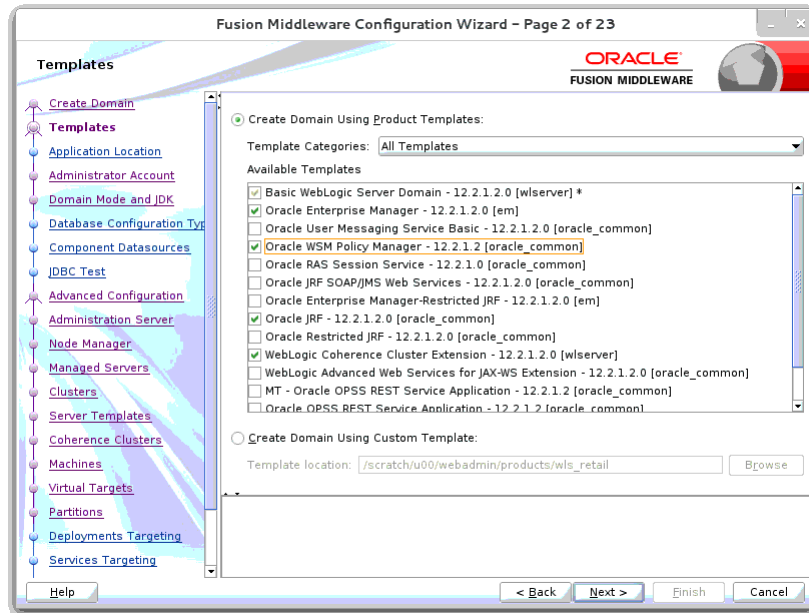 Fusion Middleware Configuration Wizard - Page 2 of 23
Templates
ORACLE
FUSION MIDDLEWARE
Create Domain
Templates
Application Location
Administrator Account
Domain Mode and JDK
Database Configuration Typ
Component Datasources
JDBC Test
Advanced Configuration
Administration Server
Node Manager
Managed Servers
Clusters
Server Templates
Coherence Clusters
Machines
Virtual Targets
Partitions
Deployments Targeting
Services Targeting
Create Domain Using Product Templates:
Template Categories: All Templates
Available Templates
Basic WebLogic Server Domain - 12.2.1.2.0 [wlserver] *
Oracle Enterprise Manager - 12.2.1.2.0 [em]
Oracle User Messaging Service Basic - 12.2.1.2.0 [oracle_common]
Oracle WSM Policy Manager - 12.2.1.2 [oracle_common]
Oracle RAS Session Service - 12.2.1.0 [oracle_common]
Oracle JRF SOAP/JMS Web Services - 12.2.1.2.0 [oracle_common]
Oracle Enterprise Manager-Restricted JRF - 12.2.1.2.0 [em]
Oracle JRF - 12.2.1.2.0 [oracle_common]
Oracle Restricted JRF - 12.2.1.2.0 [oracle_common]
WebLogic Coherence Cluster Extension - 12.2.1.2.0 [wlserver]
WebLogic Advanced Web Services for JAX-WS Extension - 12.2.1.2.0 [oracle_common]
MT - Oracle OPSS REST Service Application - 12.2.1.2 [oracle_common]
Oracle OPSS REST Service Application - 12.2.1.2 [oracle_common]
Create Domain Using Custom Template:
Template location: /scratch/u00/webadmin/products/wls_retail
Browse
Help
< Back
Next >
Finish
Cancel